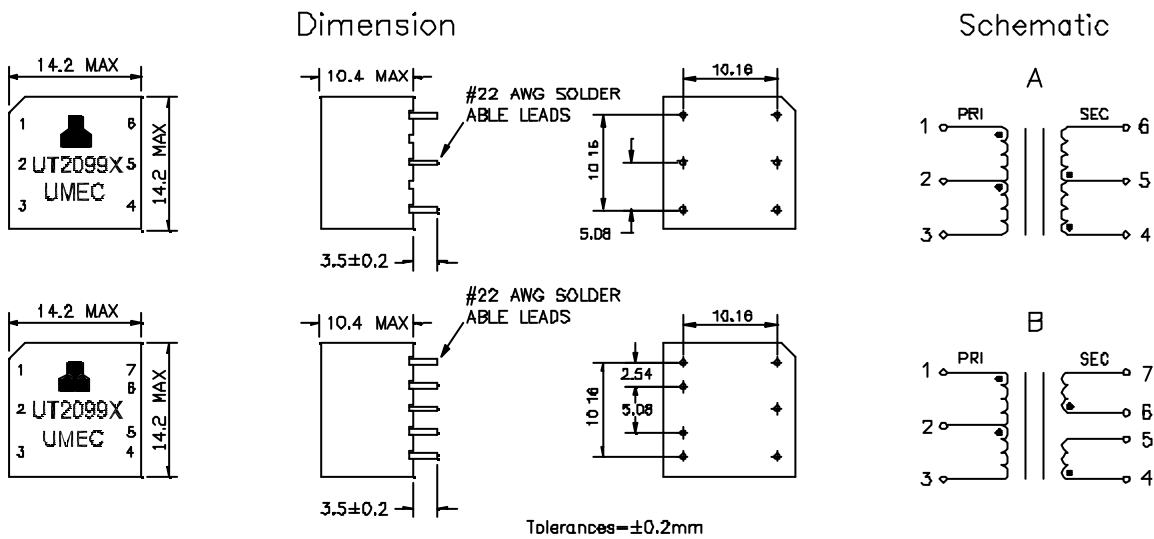 Dimension
Schematic
14.2 MAX
1
6
2 UT2099X 5
UMEC
3
4
14.2 MAX
10.4 MAX
#22 AWG SOLDER
ABLE LEADS
3.5±0.2
10.16
10.16
5.08
A
PRI
SEC
1
6
2
5
3
4
14.2 MAX
1
7
6
2 UT2099X
UMEC
5
3
4
14.2 MAX
10.4 MAX
#22 AWG SOLDER
ABLE LEADS
3.5±0.2
10.16
2.54
10.16
5.08
B
PRI
SEC
1
7
6
2
5
3
4
Tolerances=±0.2mm